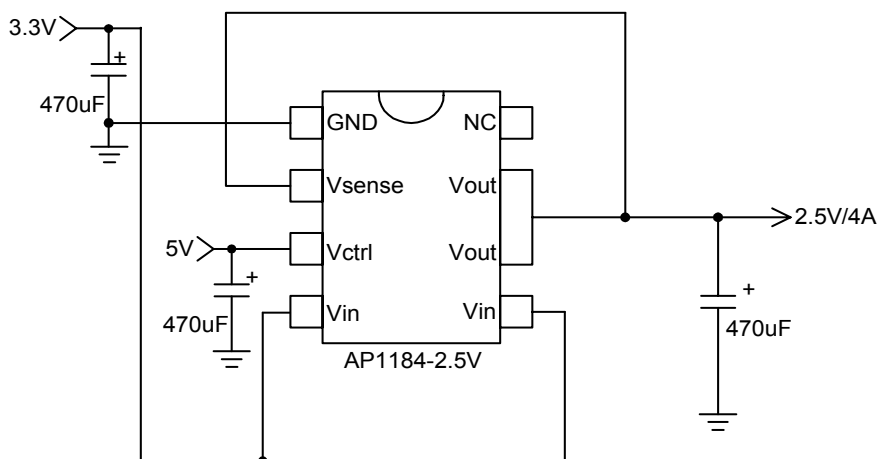 3.3V
+
470uF
GND
NC
Vsense
Vout
5V
Vctrl
Vout
+
470uF
Vin
Vin
AP1184-2.5V
2.5V/4A
+
470uF